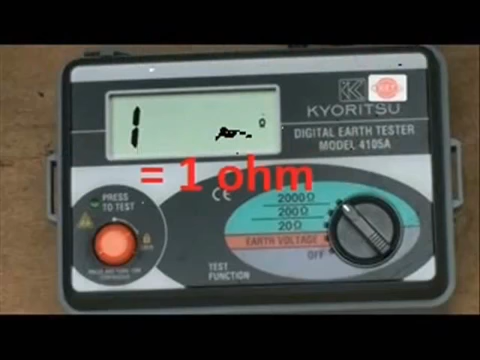 KYORITSU
DIGITAL EARTH TESTER
MODEL 4105A
1 Ω
= 1 ohm
PRESS
TO TEST
CE
2000Ω
200Ω
20Ω
EARTH VOLTAGE
OFF
TEST
FUNCTION